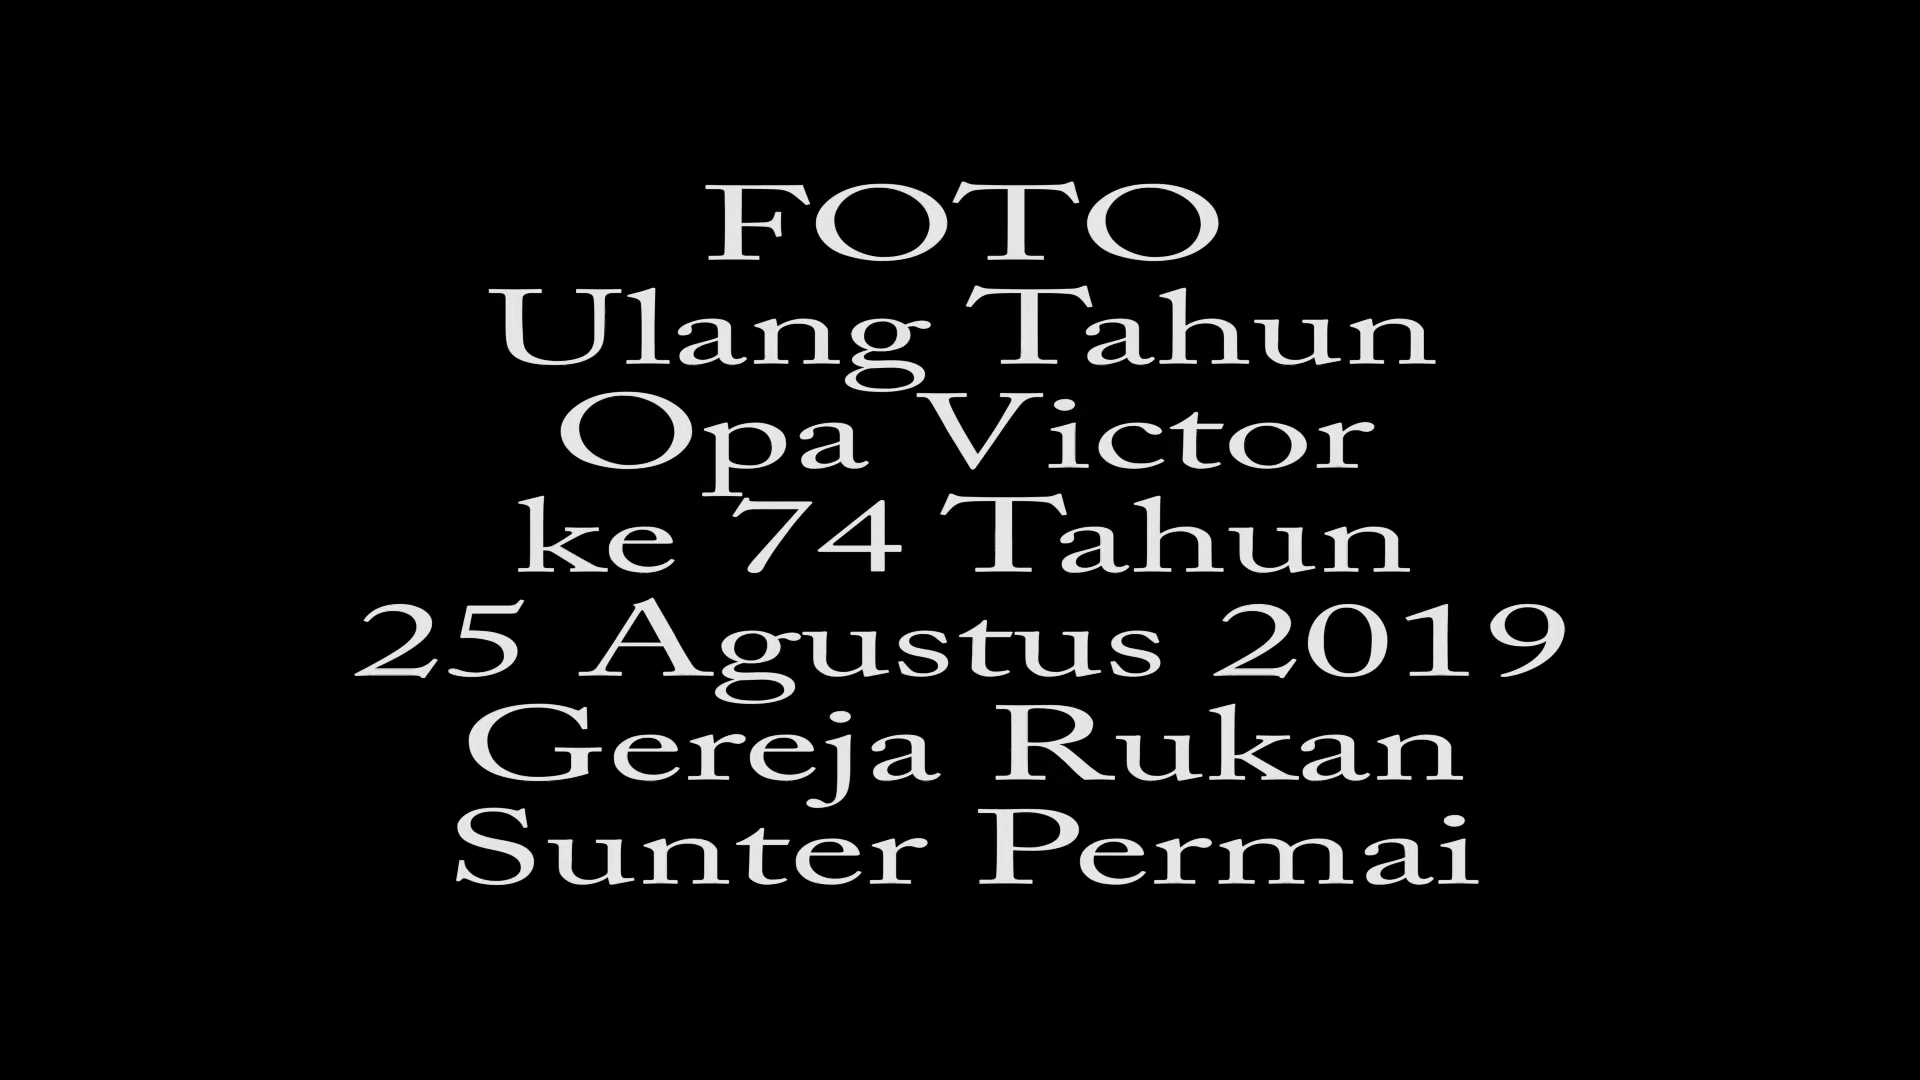 FOTO
Ulang Tahun
Opa Victor
ke 74 Tahun
25 Agustus 2019
Gereja Rukan
Sunter Permai